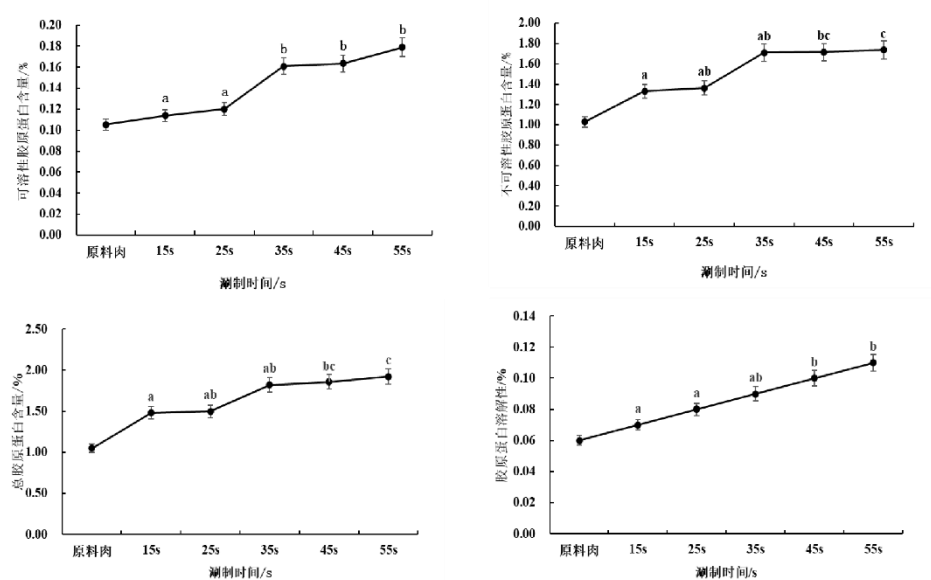 可溶性胶原蛋白含量/%
0.20
0.18
0.16
0.14
0.12
0.10
0.08
0.06
0.04
0.02
0.00
a
a
b
b
b
原料肉 15s 25s 35s 45s 55s
涮制时间/s
不可溶性胶原蛋白含量/%
2.00
1.80
1.60
1.40
1.20
1.00
0.80
0.60
0.40
0.20
0.00
a
ab
ab
bc
c
原料肉 15s 25s 35s 45s 55s
涮制时间/s
总胶原蛋白含量/%
2.50
2.00
1.50
1.00
0.50
0.00
a
ab
ab
bc
c
原料肉 15s 25s 35s 45s 55s
涮制时间/s
胶原蛋白溶解性/%
0.14
0.12
0.10
0.08
0.06
0.04
0.02
0.00
a
a
ab
b
b
原料肉 15s 25s 35s 45s 55s
涮制时间/s